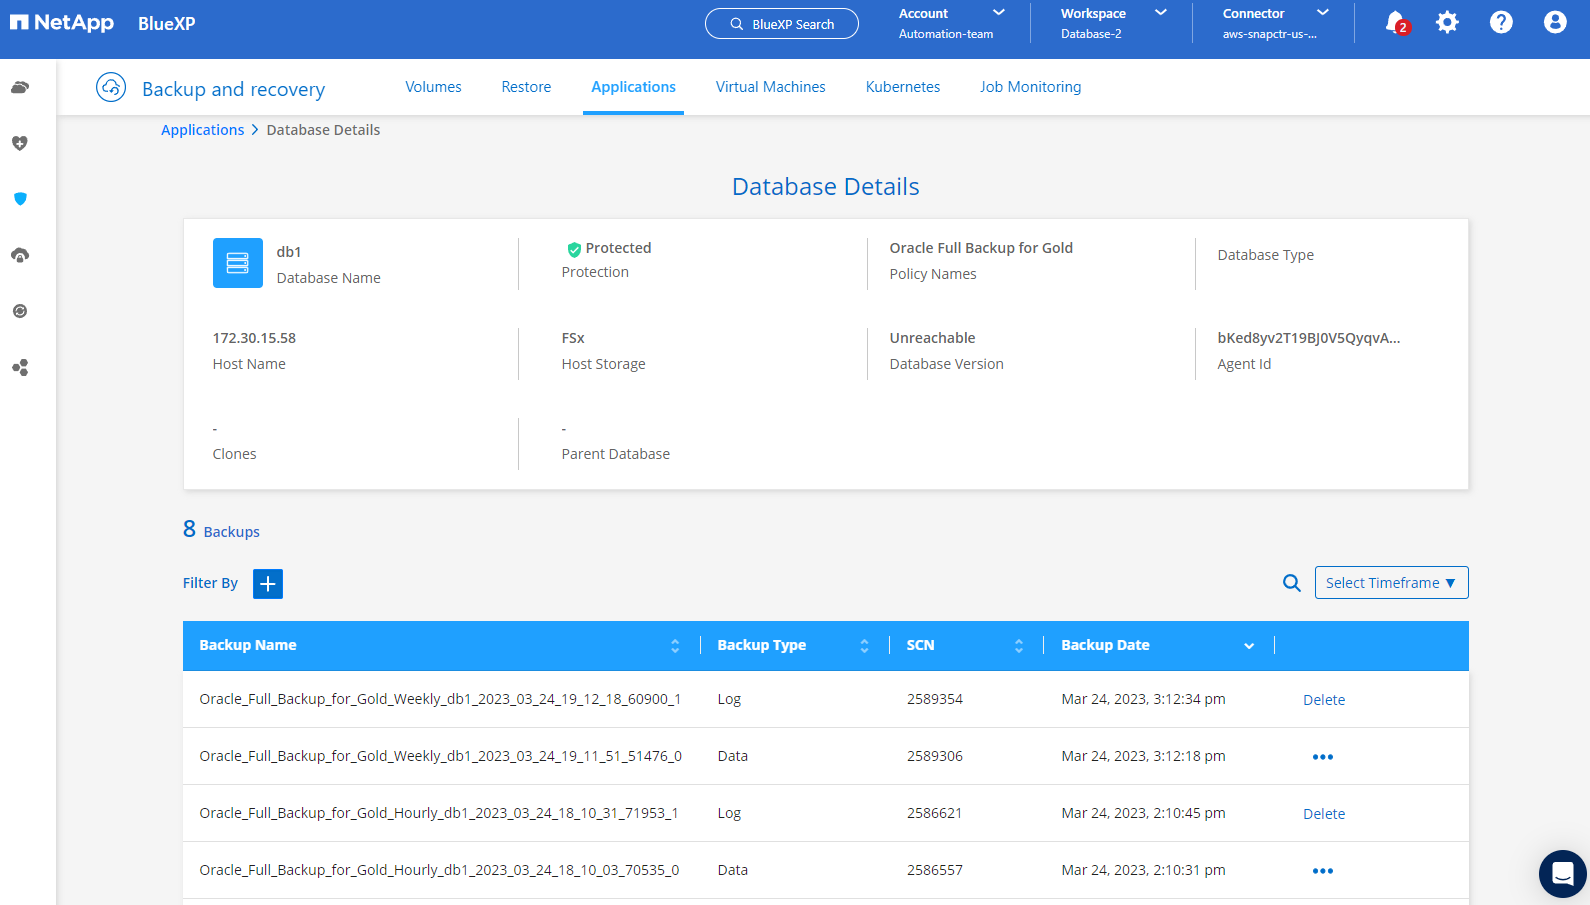 NetApp BlueXP
BlueXP Search
Account
Automation-team
Workspace
Database-2
Connector
aws-snapctr-us-...
2
Backup and recovery
Volumes
Restore
Applications
Virtual Machines
Kubernetes
Job Monitoring
Applications > Database Details
Database Details
db1
Database Name
Protected
Protection
Oracle Full Backup for Gold
Policy Names
Database Type
172.30.15.58
Host Name
FSx
Host Storage
Unreachable
Database Version
bKed8yv2T19BJ0V5QyqvA...
Agent Id
-
Clones
-
Parent Database
8 Backups
Filter By +
Select Timeframe ▼
Backup Name Backup Type SCN Backup Date
Oracle_Full_Backup_for_Gold_Weekly_db1_2023_03_24_19_12_18_60900_1 Log 2589354 Mar 24, 2023, 3:12:34 pm Delete
Oracle_Full_Backup_for_Gold_Weekly_db1_2023_03_24_19_11_51_51476_0 Data 2589306 Mar 24, 2023, 3:12:18 pm •••
Oracle_Full_Backup_for_Gold_Hourly_db1_2023_03_24_18_10_31_71953_1 Log 2586621 Mar 24, 2023, 2:10:45 pm Delete
Oracle_Full_Backup_for_Gold_Hourly_db1_2023_03_24_18_10_03_70535_0 Data 2586557 Mar 24, 2023, 2:10:31 pm •••